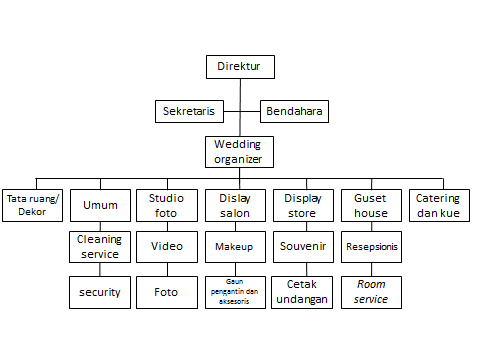 Direktur
Sekretaris
Bendahara
Wedding
organizer
Tata ruang/
Dekor
Umum
Studio
foto
Dislay
salon
Display
store
Guset
house
Catering
dan kue
Cleaning
service
Video
Makeup
Souvenir
Resepsionis
security
Foto
Gaun
pengantin dan
aksesoris
Cetak
undangan
Room
service